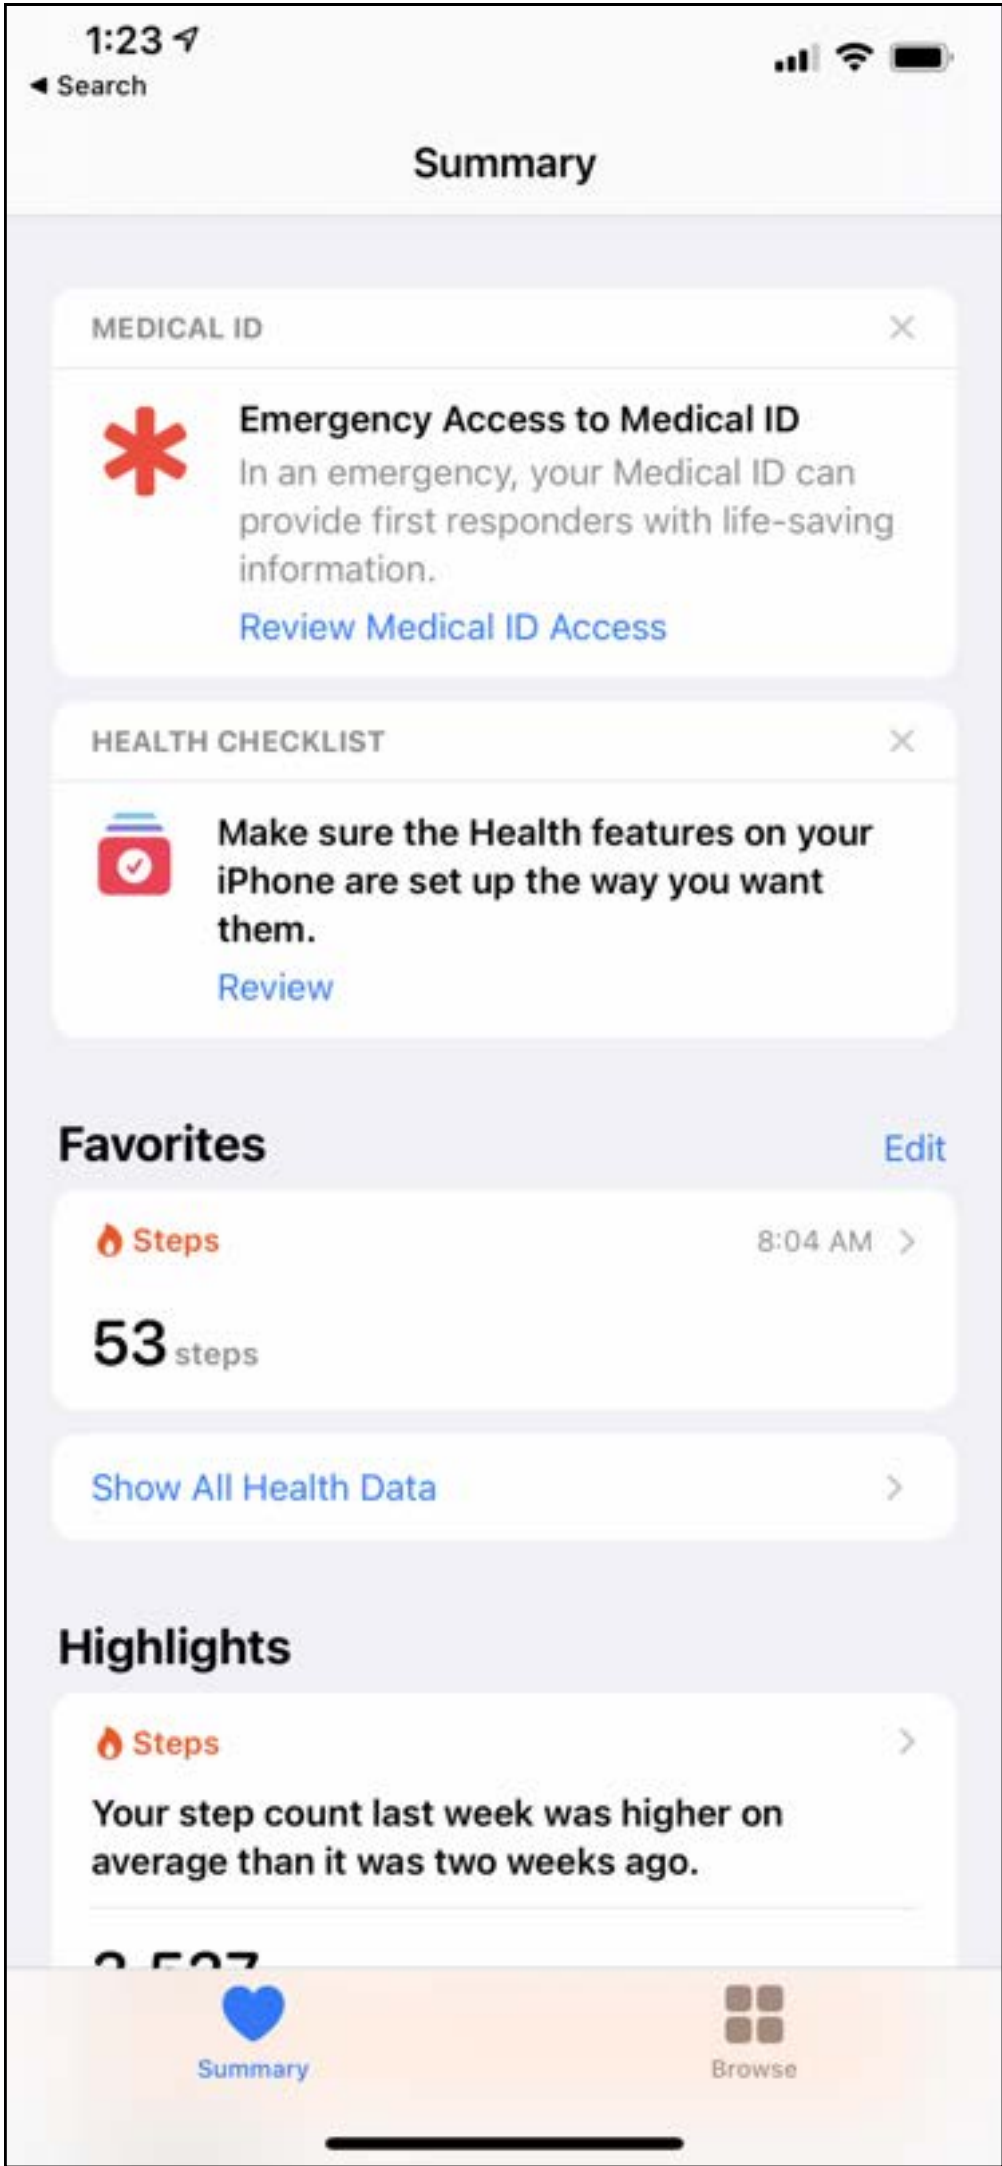 1:23
◀ Search
Summary
MEDICAL ID
Emergency Access to Medical ID
In an emergency, your Medical ID can
provide first responders with life-saving
information.
Review Medical ID Access
HEALTH CHECKLIST
Make sure the Health features on your
iPhone are set up the way you want
them.
Review
Favorites
Edit
Steps
8:04 AM
53 steps
Show All Health Data
Highlights
Steps
Your step count last week was higher on
average than it was two weeks ago.
Summary
Browse